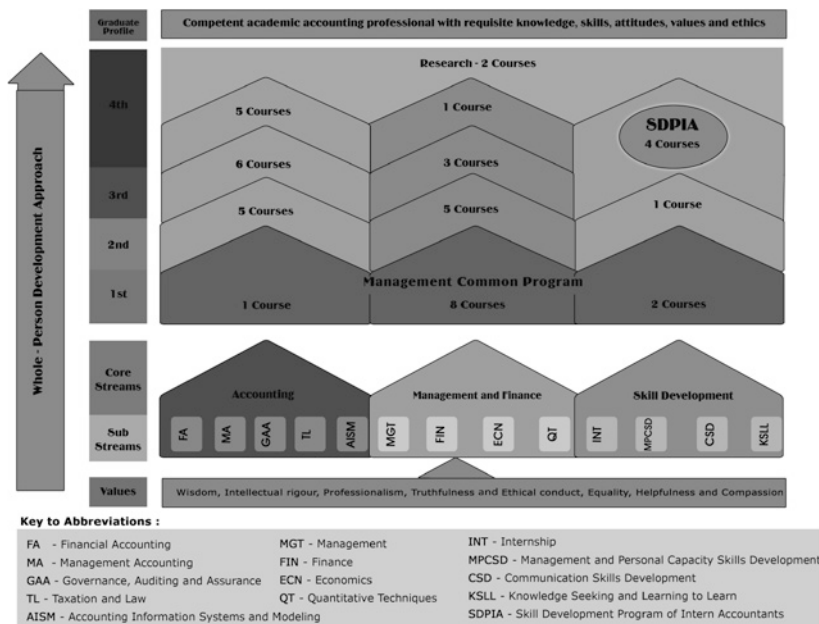 Graduate
Profile
Competent academic accounting professional with requisite knowledge, skills, attitudes, values and ethics
Whole - Person Development Approach
4th
3rd
2nd
1st
Research - 2 Courses
5 Courses
1 Course
SDPIA
4 Courses
6 Courses
3 Courses
5 Courses
5 Courses
1 Course
Management Common Program
1 Course
8 Courses
2 Courses
Core
Streams
Accounting
Management and Finance
Skill Development
Sub
Streams
FA
MA
GAA
TL
AISM
MGT
FIN
ECN
QT
INT
MPCSD
CSD
KSLL
Values
Wisdom, Intellectual rigour, Professionalism, Truthfulness and Ethical conduct, Equality, Helpfulness and Compassion
Key to Abbreviations :
FA - Financial Accounting
MA - Management Accounting
GAA - Governance, Auditing and Assurance
TL - Taxation and Law
AISM - Accounting Information Systems and Modeling
MGT - Management
FIN - Finance
ECN - Economics
QT - Quantitative Techniques
INT - Internship
MPCSD - Management and Personal Capacity Skills Development
CSD - Communication Skills Development
KSLL - Knowledge Seeking and Learning to Learn
SDPIA - Skill Development Program of Intern Accountants